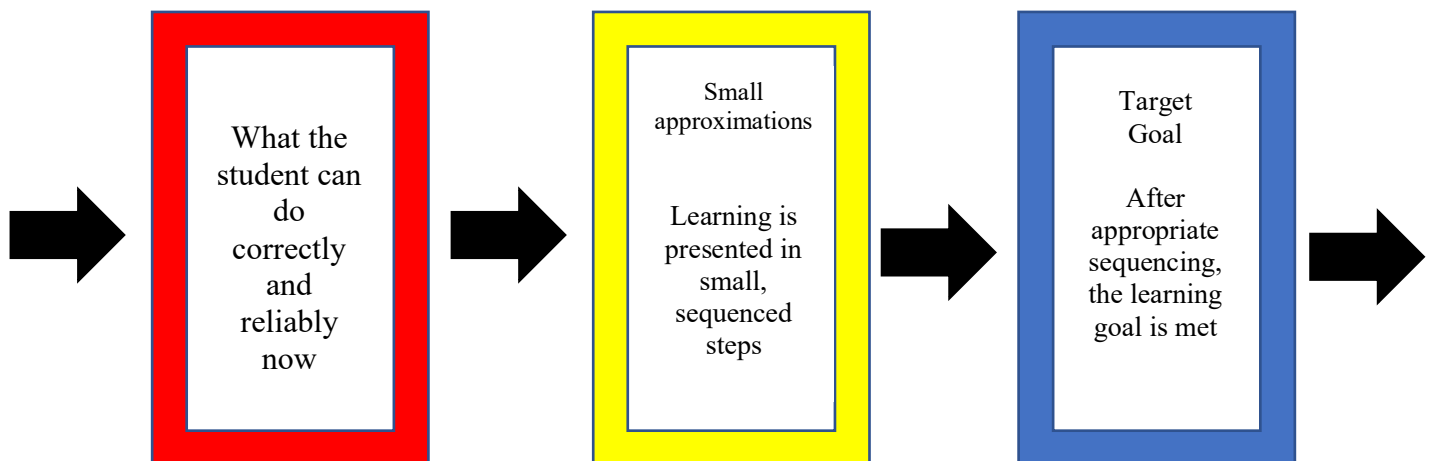 What the
student can
do
correctly
and
reliably
now
Small
approximations
Learning is
presented in
small,
sequenced
steps
Target
Goal
After
appropriate
sequencing,
the learning
goal is met